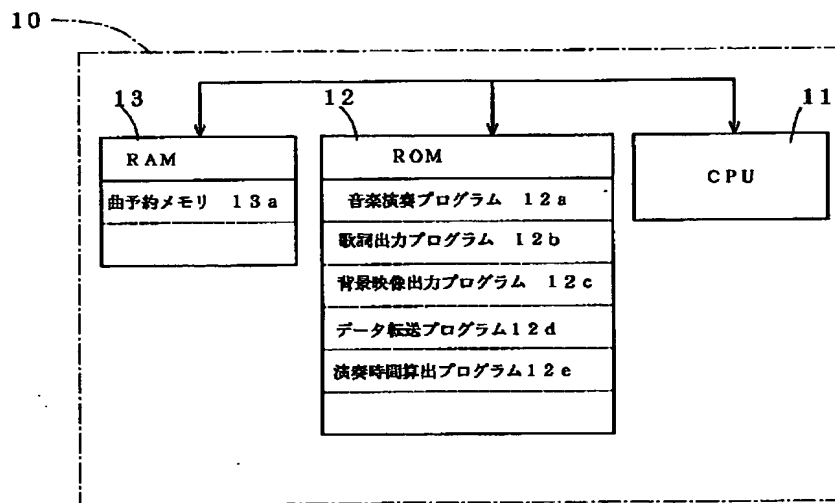 10
13
12
11
RAM
曲予約メモリ 13a
ROM
音楽演奏プログラム 12a
歌詞出力プログラム 12b
背景映像出力プログラム 12c
データ転送プログラム12d
演奏時間算出プログラム12e
CPU